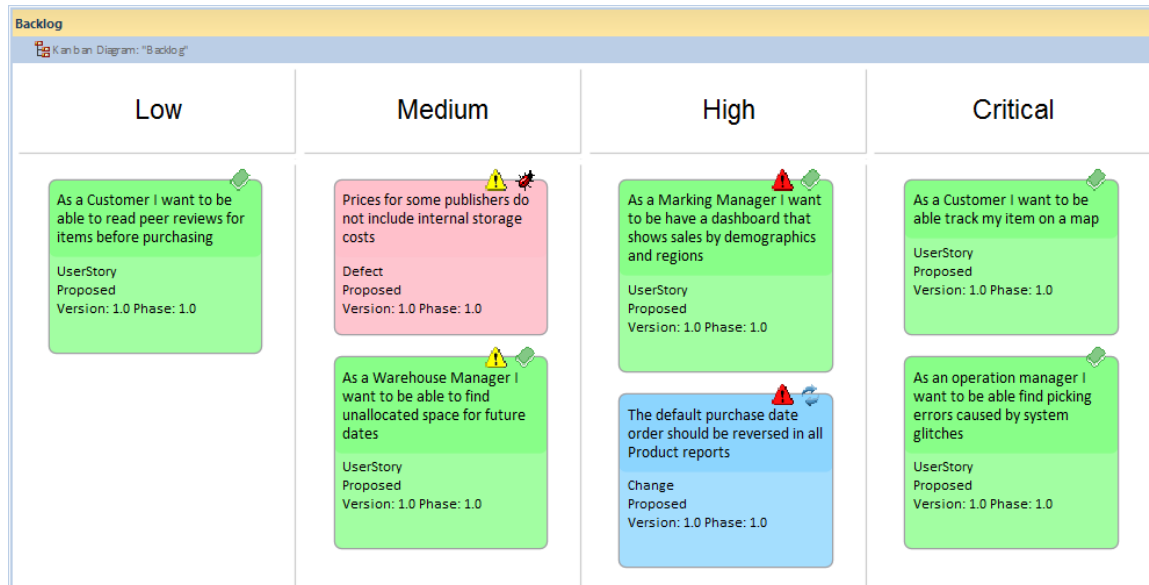 Backlog
Kanban Diagram: "Backlog"
Low
Medium
High
Critical
As a Customer I want to be
able to read peer reviews for
items before purchasing
UserStory
Proposed
Version: 1.0 Phase: 1.0
Prices for some publishers do
not include internal storage
costs
Defect
Proposed
Version: 1.0 Phase: 1.0
As a Warehouse Manager I
want to be able to find
unallocated space for future
dates
UserStory
Proposed
Version: 1.0 Phase: 1.0
As a Marking Manager I want
to be have a dashboard that
shows sales by demographics
and regions
UserStory
Proposed
Version: 1.0 Phase: 1.0
The default purchase date
order should be reversed in all
Product reports
Change
Proposed
Version: 1.0 Phase: 1.0
As a Customer I want to be
able track my item on a map
UserStory
Proposed
Version: 1.0 Phase: 1.0
As an operation manager I
want to be able find picking
errors caused by system
glitches
UserStory
Proposed
Version: 1.0 Phase: 1.0